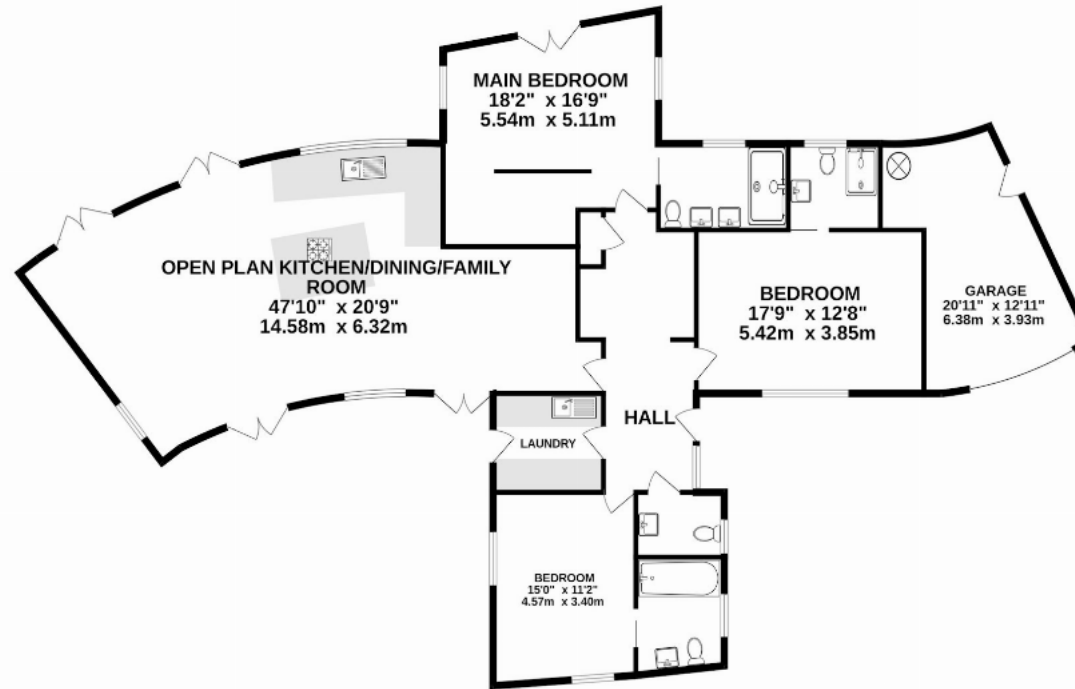 MAIN BEDROOM
18'2" x 16'9"
5.54m x 5.11m
OPEN PLAN KITCHEN/DINING/FAMILY
ROOM
47'10" x 20'9"
14.58m x 6.32m
BEDROOM
17'9" x 12'8"
5.42m x 3.85m
GARAGE
20'11" x 12'11"
6.38m x 3.93m
HALL
LAUNDRY
BEDROOM
15'0" x 11'2"
4.57m x 3.40m